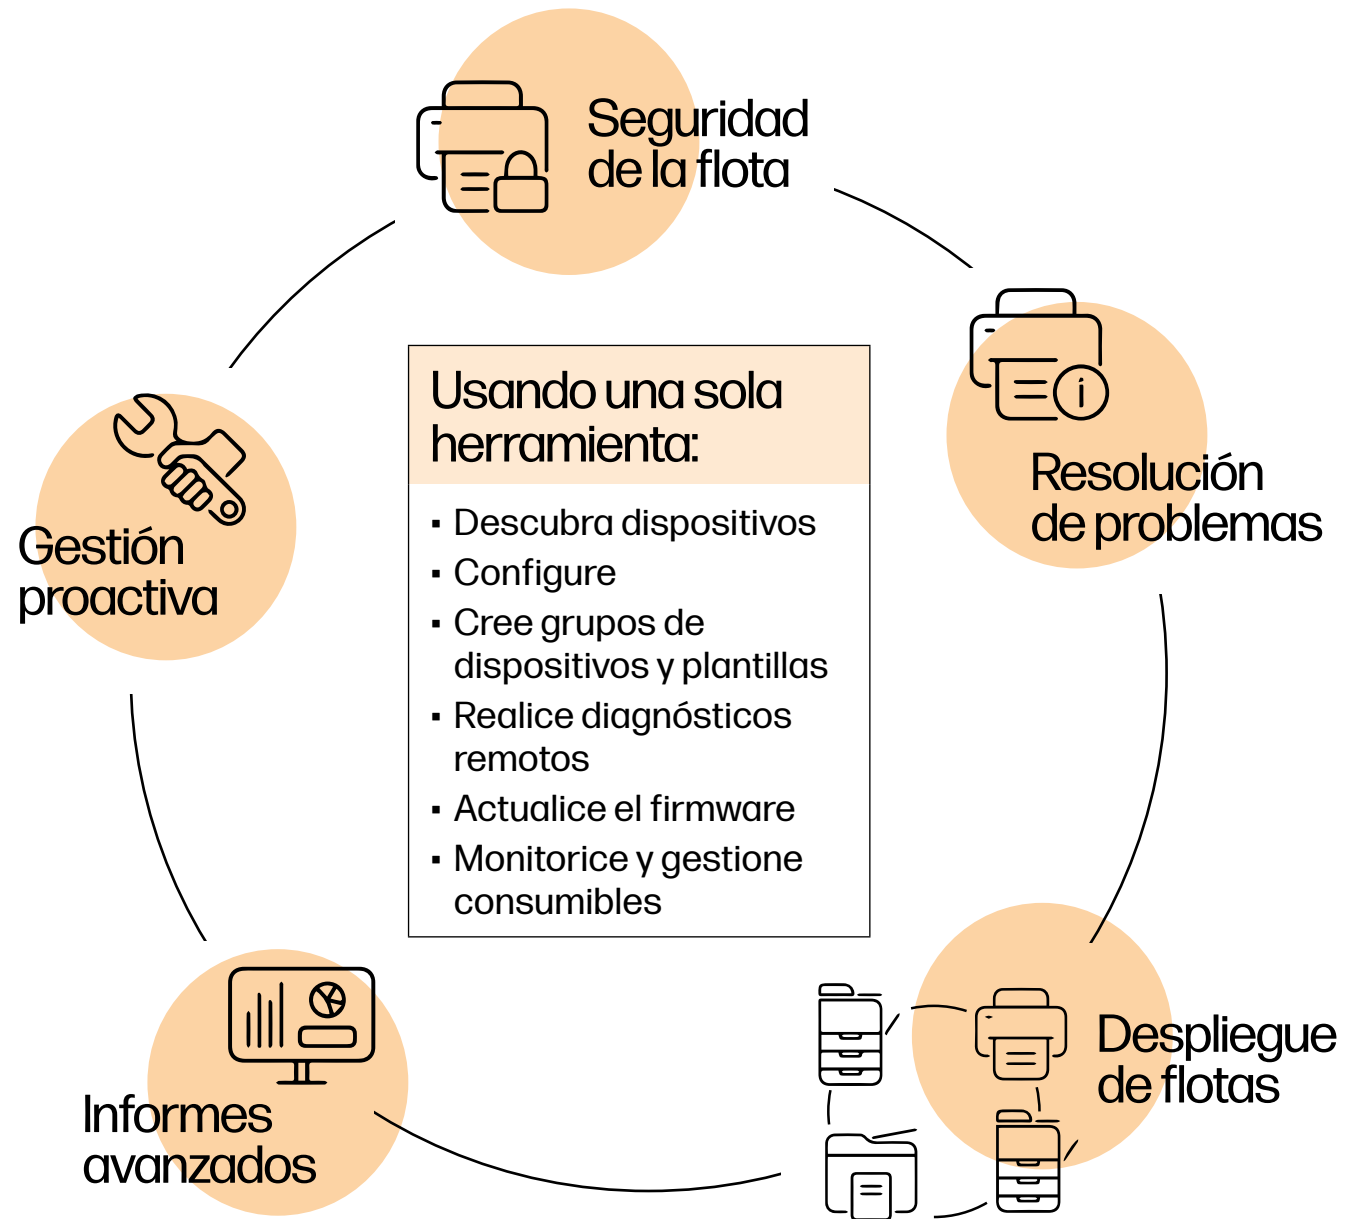 Seguridad
de la flota
Resolución
de problemas
Usando una sola
herramienta:
▪ Descubra dispositivos
▪ Configure
▪ Cree grupos de
dispositivos y plantillas
▪ Realice diagnósticos
remotos
▪ Actualice el firmware
▪ Monitorice y gestione
consumibles
Gestión
proactiva
Despliegue
de flotas
Informes
avanzados